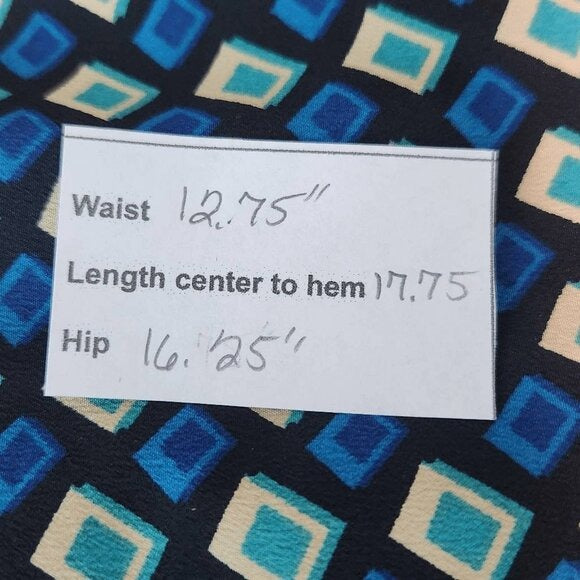 Waist 12.75"
Length center to hem 17.75
Hip 16.25"